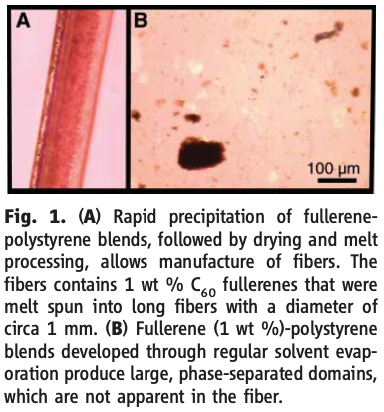 A
B
100 µm
Fig. 1. (A) Rapid precipitation of fullerene-
polystyrene blends, followed by drying and melt
processing, allows manufacture of fibers. The
fibers contains 1 wt % C60 fullerenes that were
melt spun into long fibers with a diameter of
circa 1 mm. (B) Fullerene (1 wt %)-polystyrene
blends developed through regular solvent evap-
oration produce large, phase-separated domains,
which are not apparent in the fiber.